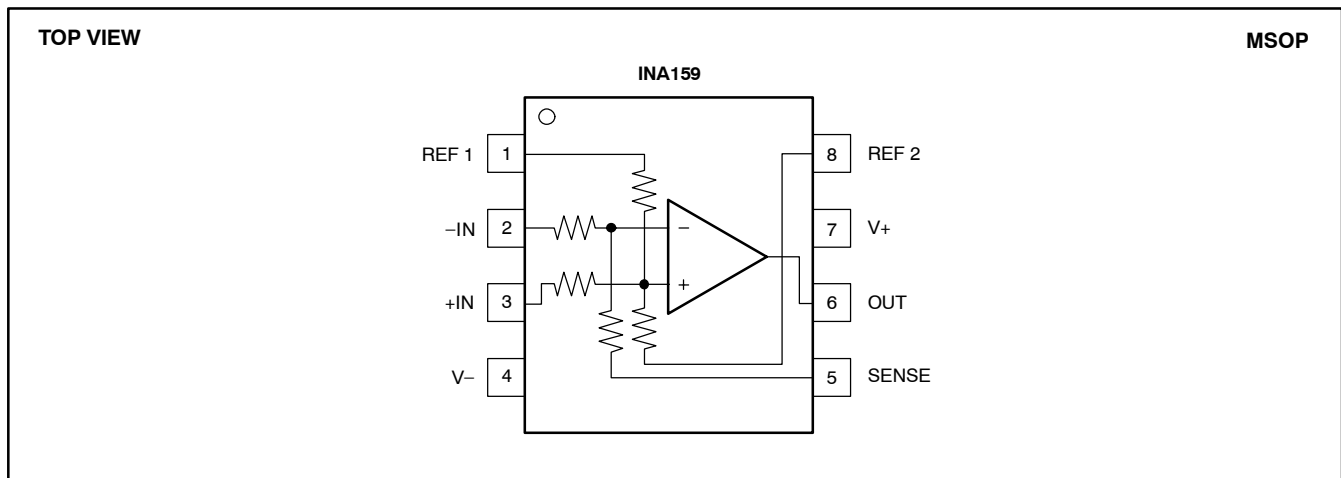 TOP VIEW
MSOP
INA159
REF 1 1
8 REF 2
−IN 2
−
7 V+
+IN 3
+
6 OUT
V− 4
5 SENSE